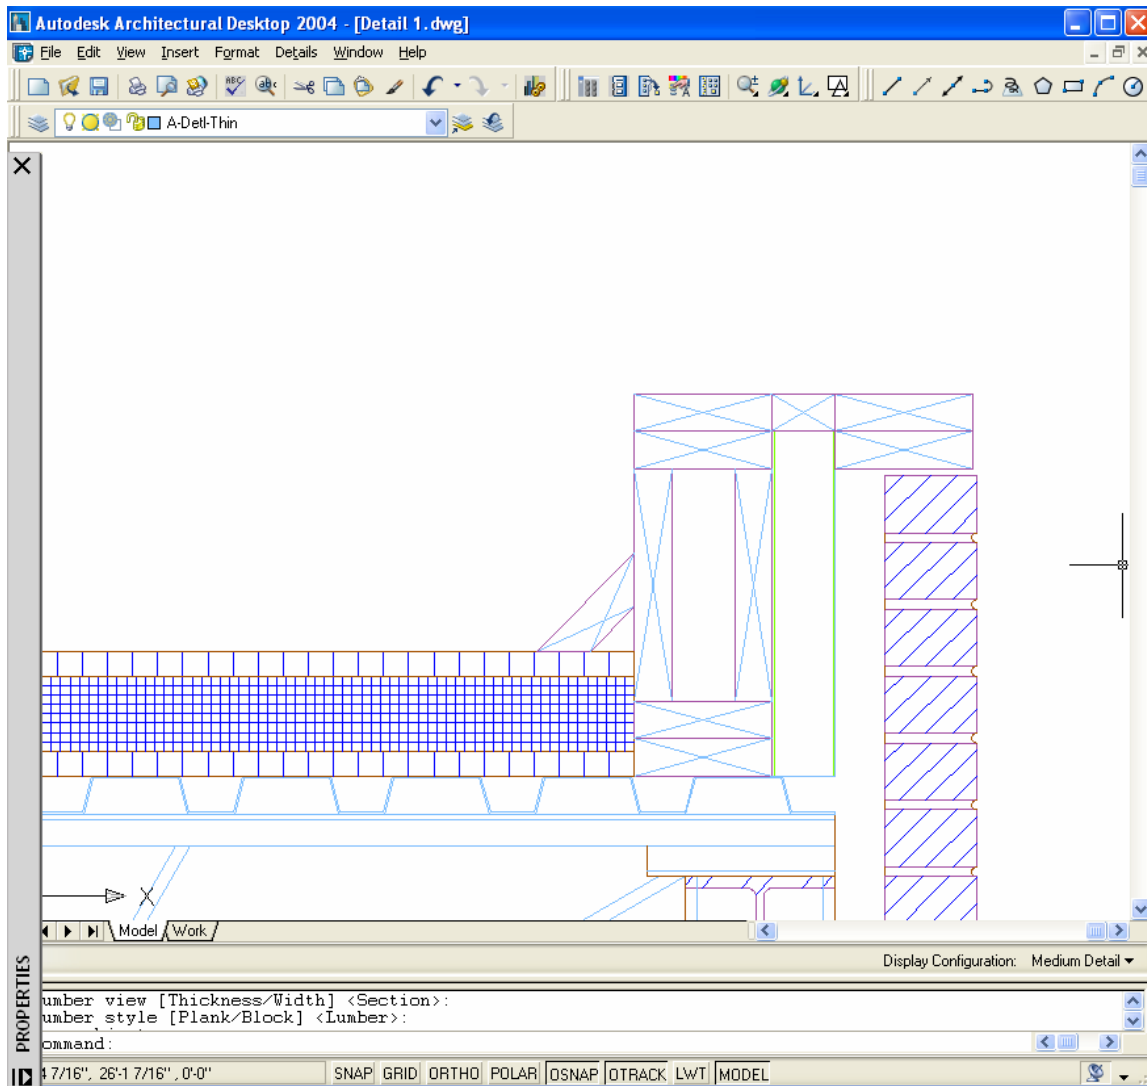 Autodesk Architectural Desktop 2004 - [Detail 1.dwg]
File Edit View Insert Format Details Window Help
ABC
A
A-Detl-Thin
X
Model Work
Display Configuration: Medium Detail
PROPERTIES
umber view [Thickness/Width] <Section>:
umber style [Plank/Block] <Lumber>:
ommand:
4 7/16", 26'-1 7/16" , 0'-0" SNAP GRID ORTHO POLAR OSNAP OTRACK LWT MODEL